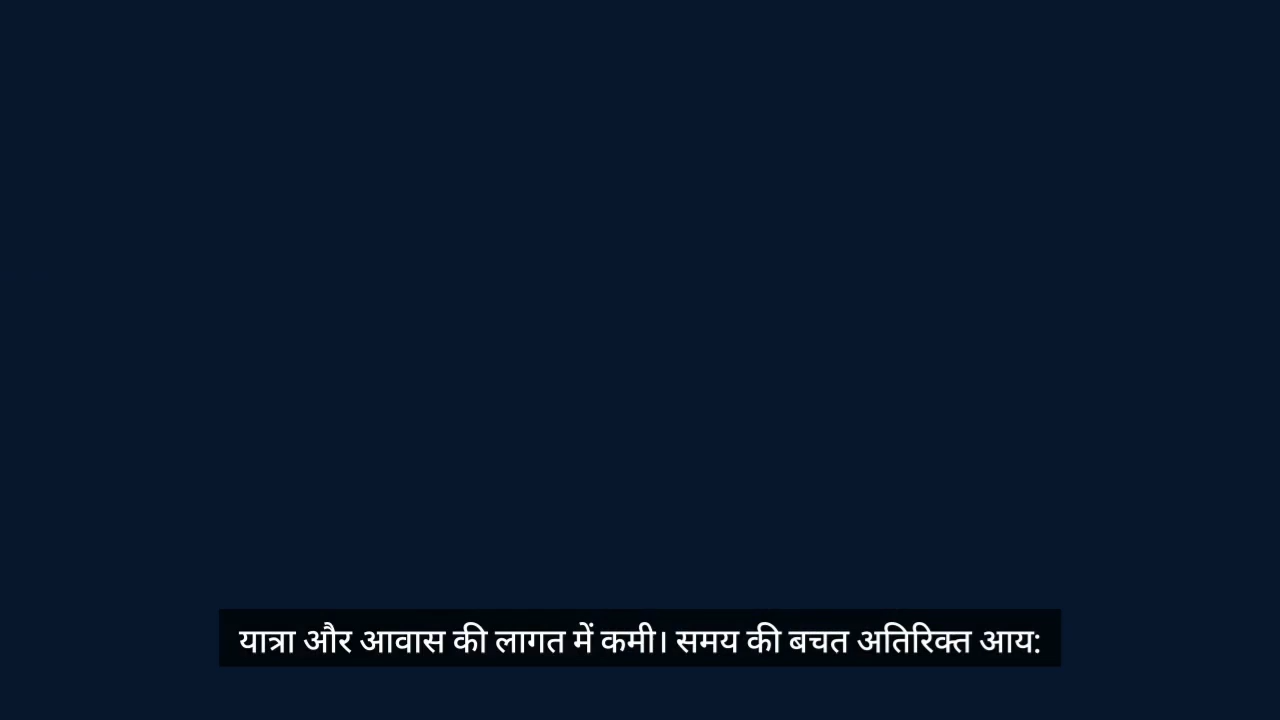 यात्रा और आवास की लागत में कमी। समय की बचत अतिरिक्त आय: